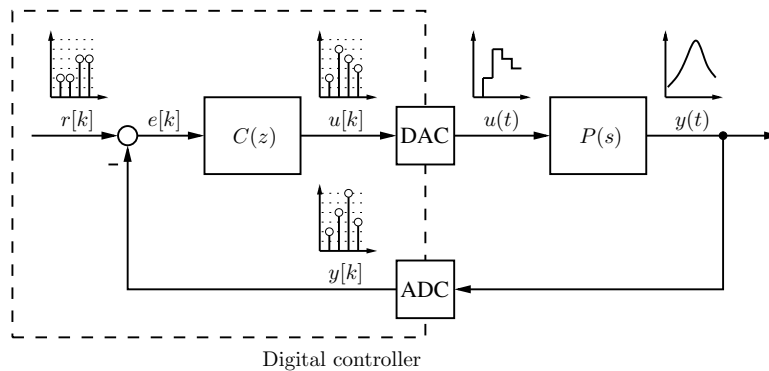 r[k]
e[k]
C(z)
u[k]
DAC
u(t)
P(s)
y(t)
–
y[k]
ADC
Digital controller